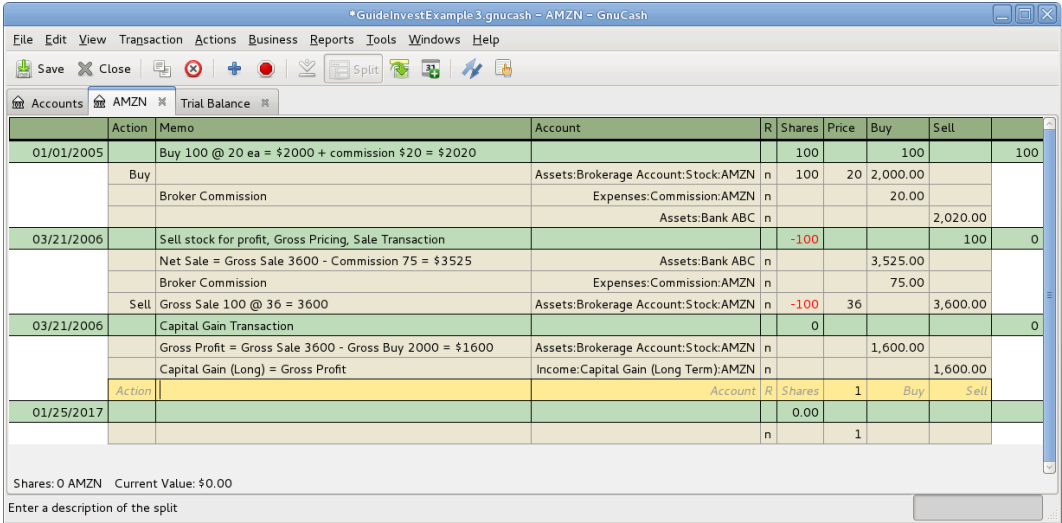 *GuideInvestExample3.gnucash – AMZN – GnuCash
File Edit View Transaction Actions Business Reports Tools Windows Help
Save Close Split
Accounts AMZN Trial Balance
Action Memo Account R Shares Price Buy Sell
01/01/2005 Buy 100 @ 20 ea = $2000 + commission $20 = $2020 100 100 100
Buy Assets:Brokerage Account:Stock:AMZN n 100 20 2,000.00
Broker Commission Expenses:Commission:AMZN n 20.00
Assets:Bank ABC n 2,020.00
03/21/2006 Sell stock for profit, Gross Pricing, Sale Transaction -100 100 0
Net Sale = Gross Sale 3600 - Commission 75 = $3525 Assets:Bank ABC n 3,525.00
Broker Commission Expenses:Commission:AMZN n 75.00
Sell Gross Sale 100 @ 36 = 3600 Assets:Brokerage Account:Stock:AMZN n -100 36 3,600.00
03/21/2006 Capital Gain Transaction 0 0
Gross Profit = Gross Sale 3600 - Gross Buy 2000 = $1600 Assets:Brokerage Account:Stock:AMZN n 1,600.00
Capital Gain (Long) = Gross Profit Income:Capital Gain (Long Term):AMZN n 1,600.00
Action Account R Shares 1 Buy Sell
01/25/2017 0.00
n 1
Shares: 0 AMZN Current Value: $0.00
Enter a description of the split